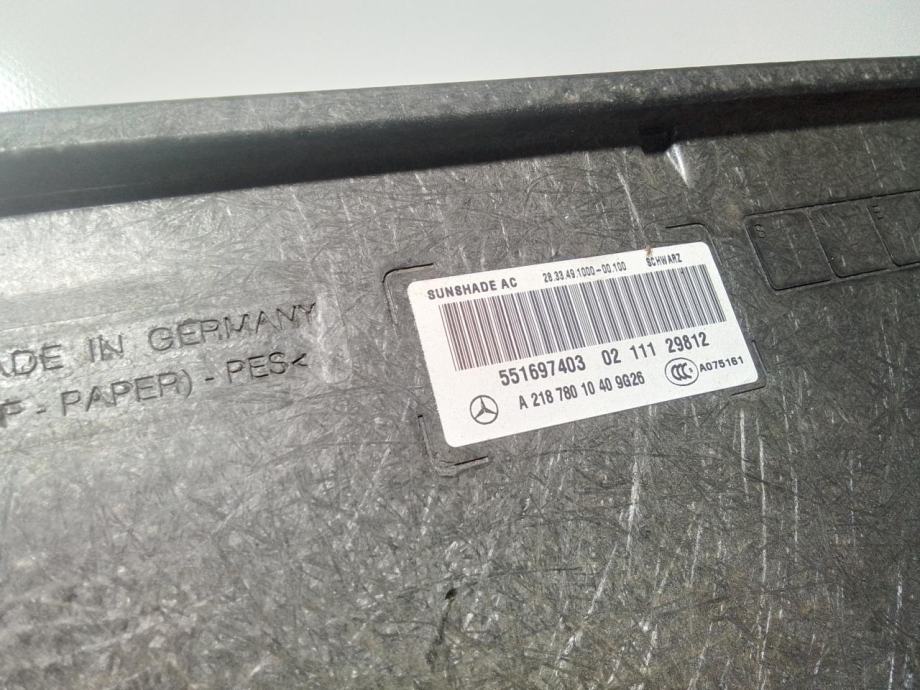 SUNSHADE AC 28.33.49.1000-00.100 SCHWARZ
551697403 02 111 29812
A 218 780 10 40 9G26 CCC A075161
ADE IN GERMANY
- PAPER) - PES<
S E